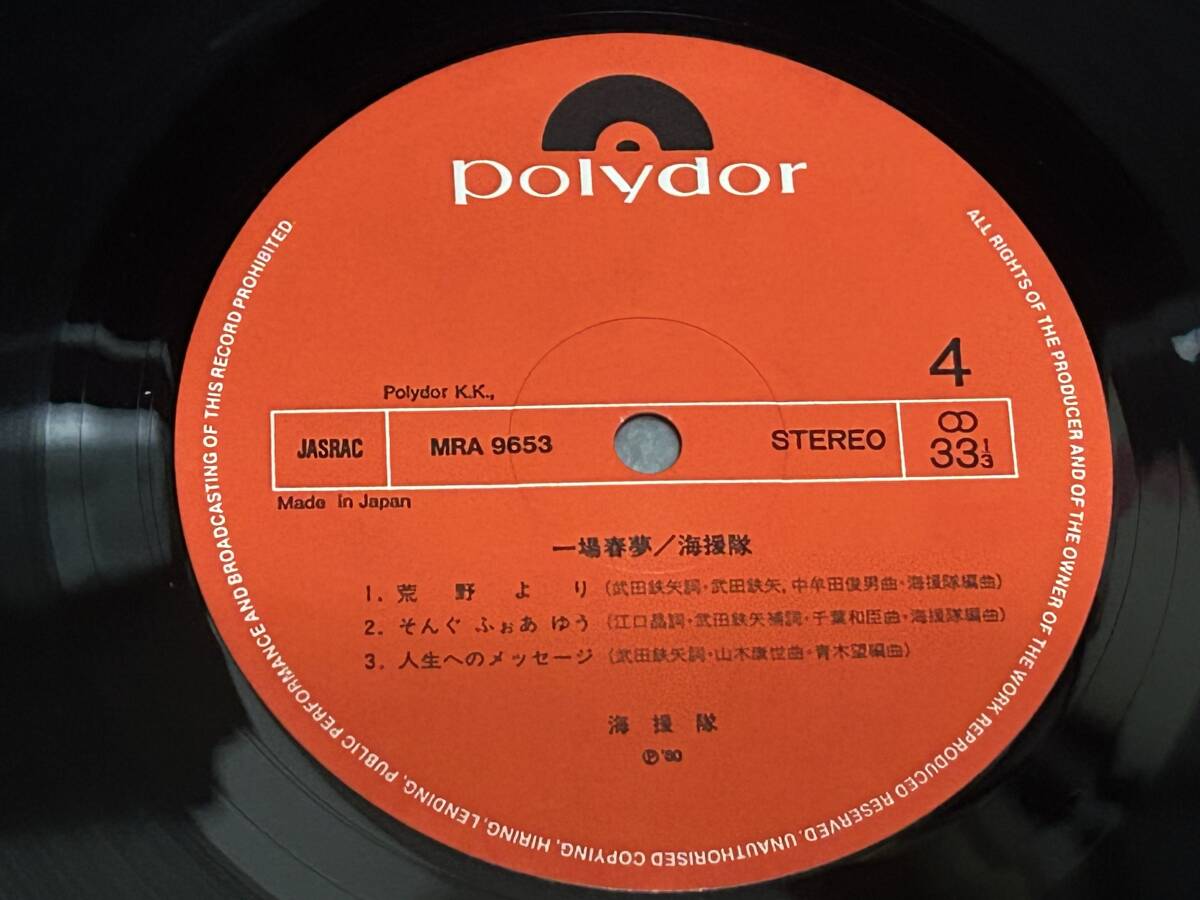 polydor
4
Polydor K.K.,
JASRAC
MRA 9653
STEREO
33 1/3
Made in Japan
一場春夢／海援隊
1. 荒野より (武田鉄矢詞・武田鉄矢, 中牟田俊男曲・海援隊編曲)
2. そんぐ ふぉあ ゆう (江口晶詞・武田鉄矢補詞・千葉和臣曲・海援隊編曲)
3. 人生へのメッセージ (武田鉄矢詞・山木康世曲・青木望編曲)
海援隊
Ⓟ'80
ALL RIGHTS OF THE PRODUCER AND OF THE OWNER OF THE WORK REPRODUCED RESERVED. UNAUTHORISED COPYING, HIRING, LENDING, PUBLIC PERFORMANCE AND BROADCASTING OF THIS RECORD PROHIBITED.